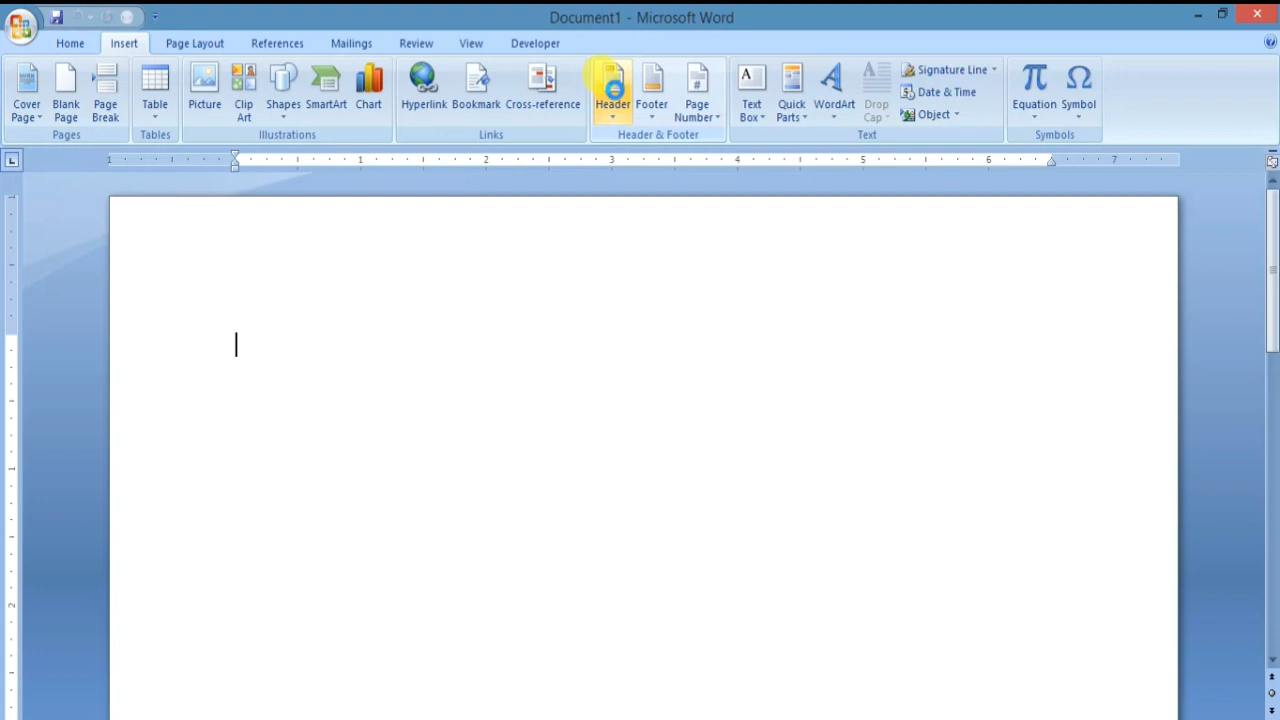 Document1 - Microsoft Word
Home Insert Page Layout References Mailings Review View Developer
Cover Page
Blank Page
Page Break
Pages
Table
Tables
Picture
Clip Art
Shapes
SmartArt
Chart
Illustrations
Hyperlink
Bookmark
Cross-reference
Links
Header
Footer
Page Number
Header & Footer
A
Text Box
Quick Parts
A
WordArt
A
Drop Cap
Signature Line
Date & Time
Object
Text
π
Equation
Ω
Symbol
Symbols
1 1 2 3 4 5 6 7
1
1
2